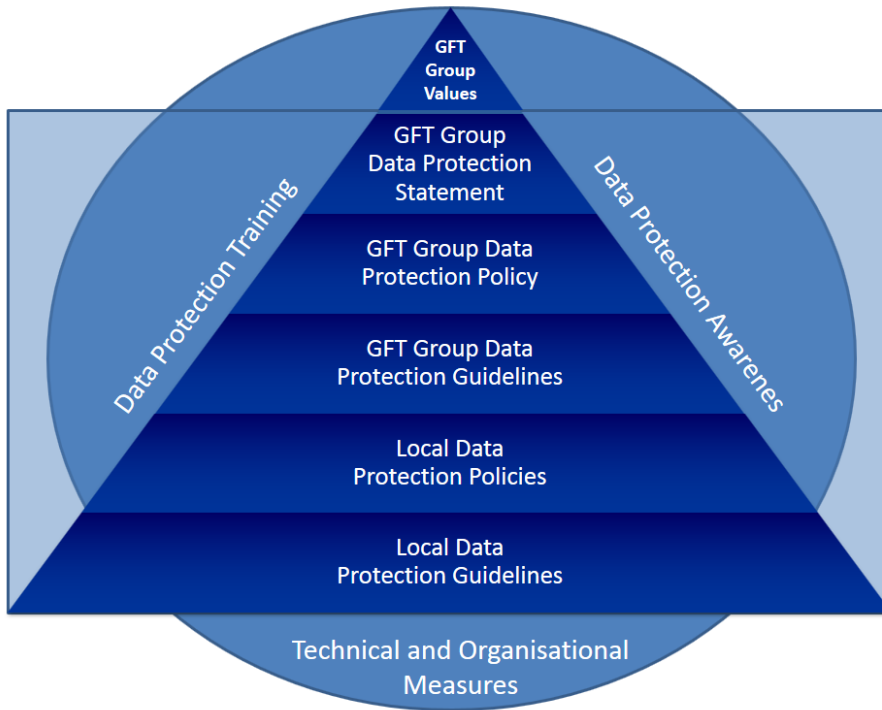 GFT
Group
Values
GFT Group
Data Protection
Statement
GFT Group Data
Protection Policy
GFT Group Data
Protection Guidelines
Local Data
Protection Policies
Local Data
Protection Guidelines
Data Protection Training
Data Protection Awarenes
Technical and Organisational
Measures